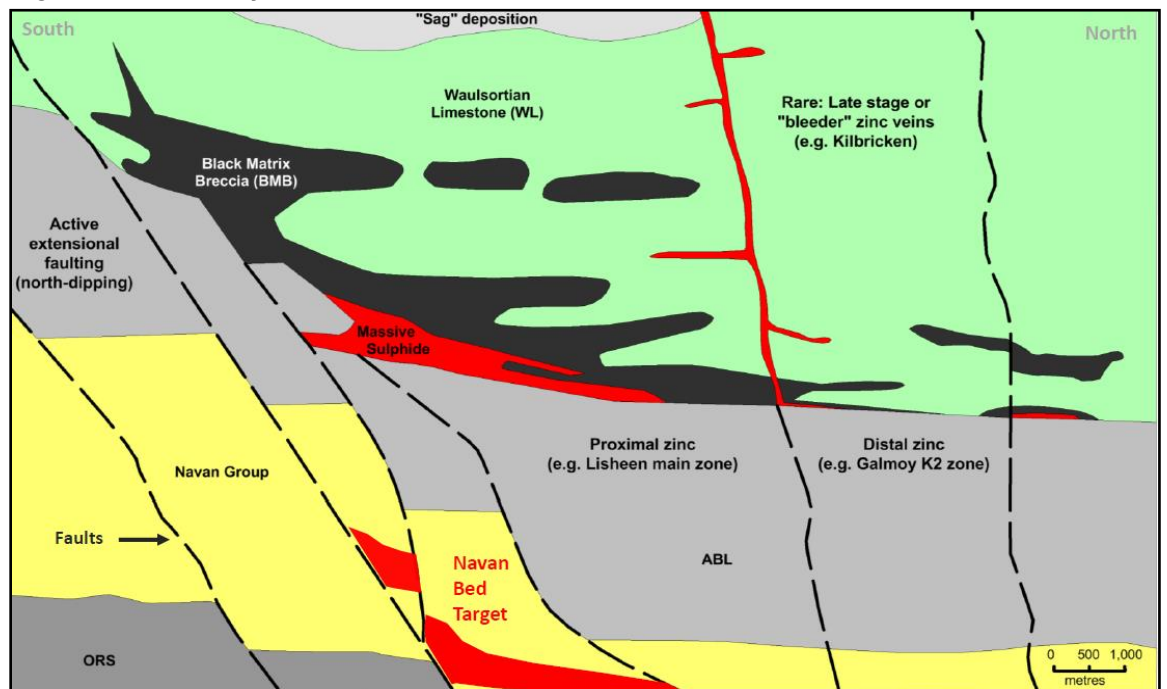 "Sag" deposition
South
North
Waulsortian
Limestone (WL)
Rare: Late stage or
"bleeder" zinc veins
(e.g. Kilbricken)
Black Matrix
Breccia (BMB)
Active
extensional
faulting
(north-dipping)
Massive
Sulphide
Proximal zinc
(e.g. Lisheen main zone)
Distal zinc
(e.g. Galmoy K2 zone)
Navan Group
Faults
Navan
Bed
Target
ABL
ORS
0 500 1,000
metres